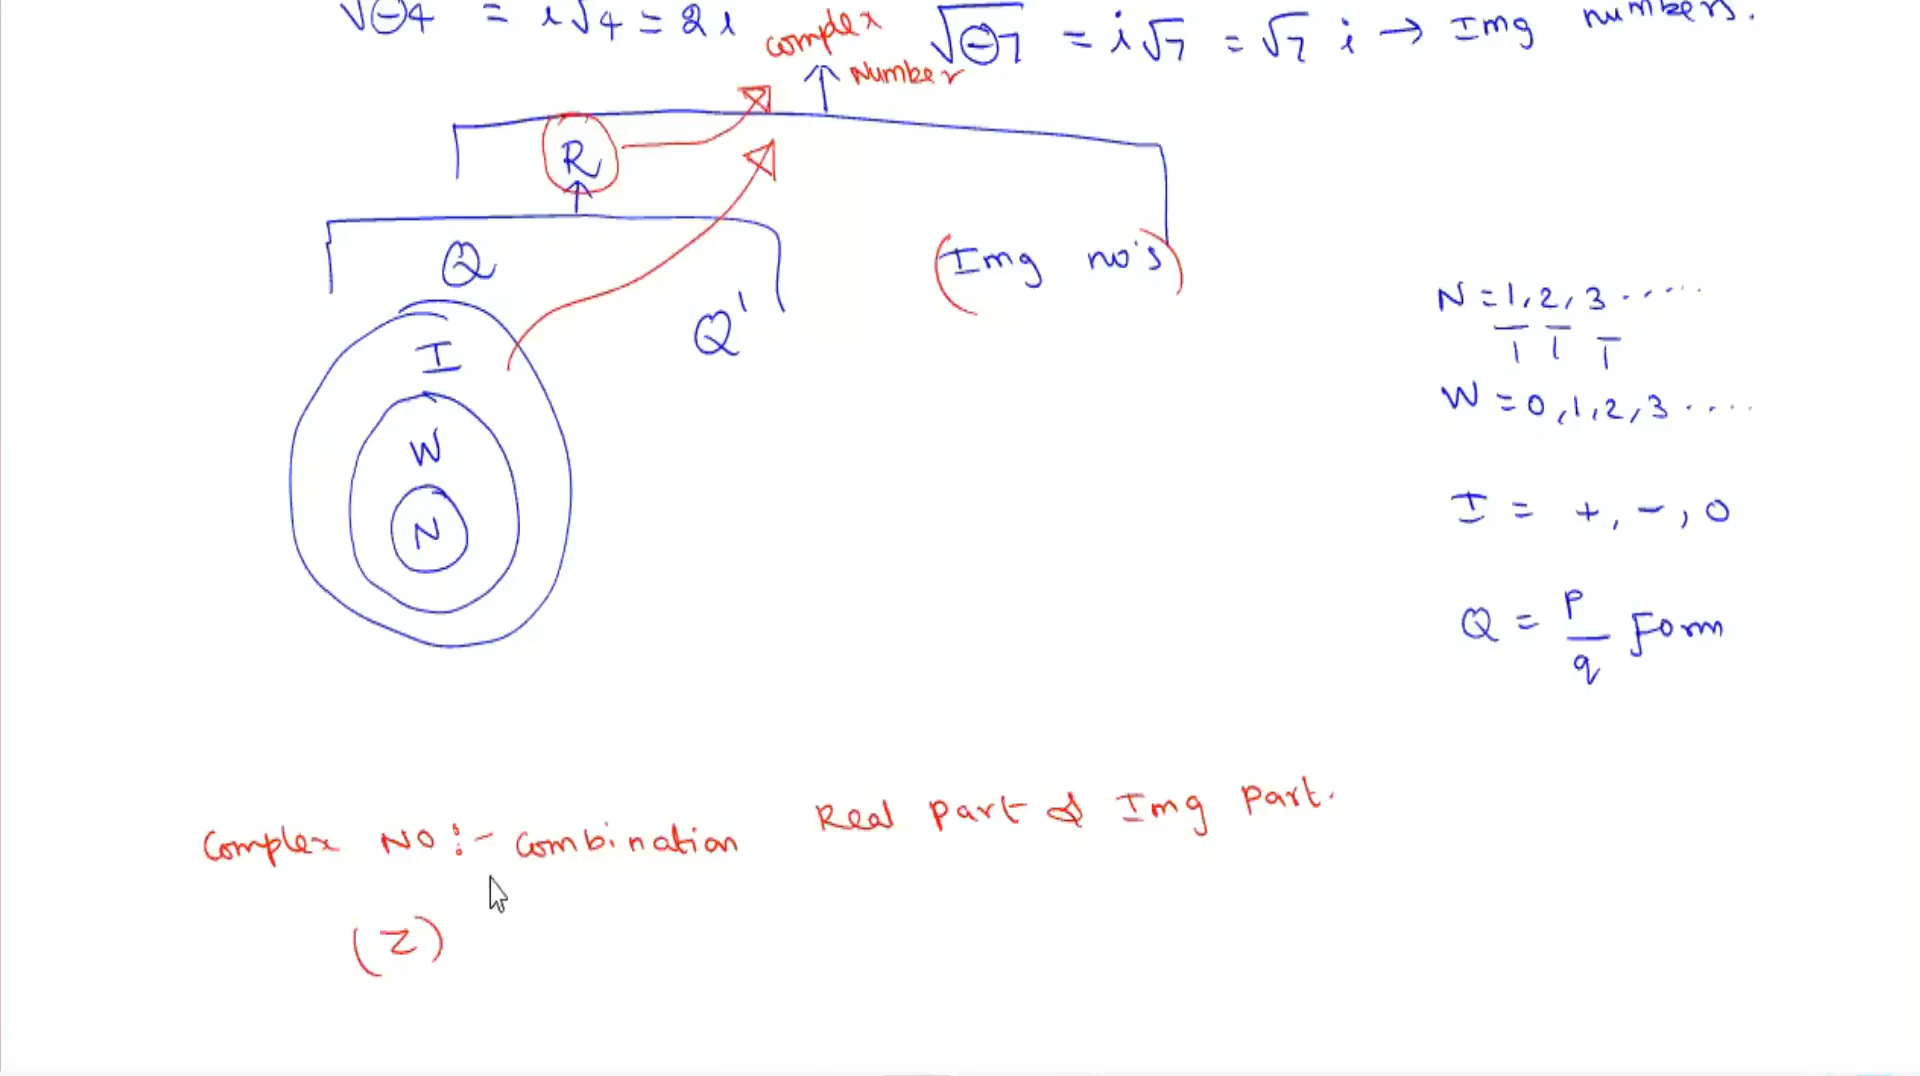 √-4 = i√4 = 2i
√-7 = i√7 = √7 i → Img numbers.
complex
Number
R
Q
Q'
(Img no's)
I
W
N
N = 1, 2, 3 ......
W = 0, 1, 2, 3 ....
I = +, -, 0
Q = p/q Form
Complex NO :- Combination Real part & Img part.
(Z)